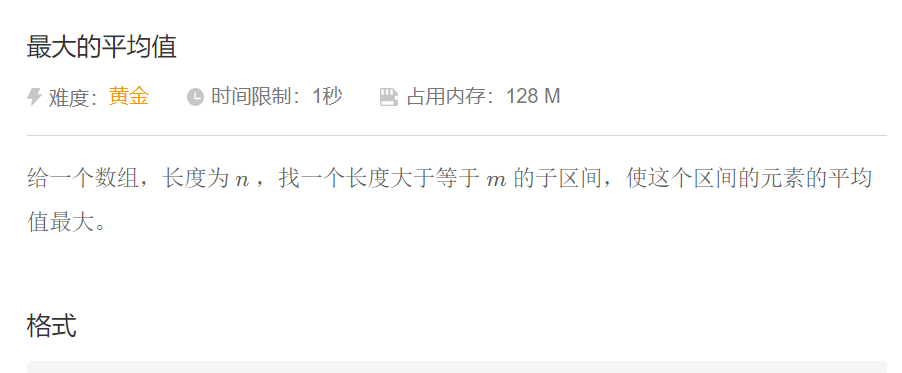 最大的平均值
难度：黄金 时间限制：1秒 占用内存：128 M
给一个数组，长度为 n ，找一个长度大于等于 m 的子区间，使这个区间的元素的平均
值最大。
格式